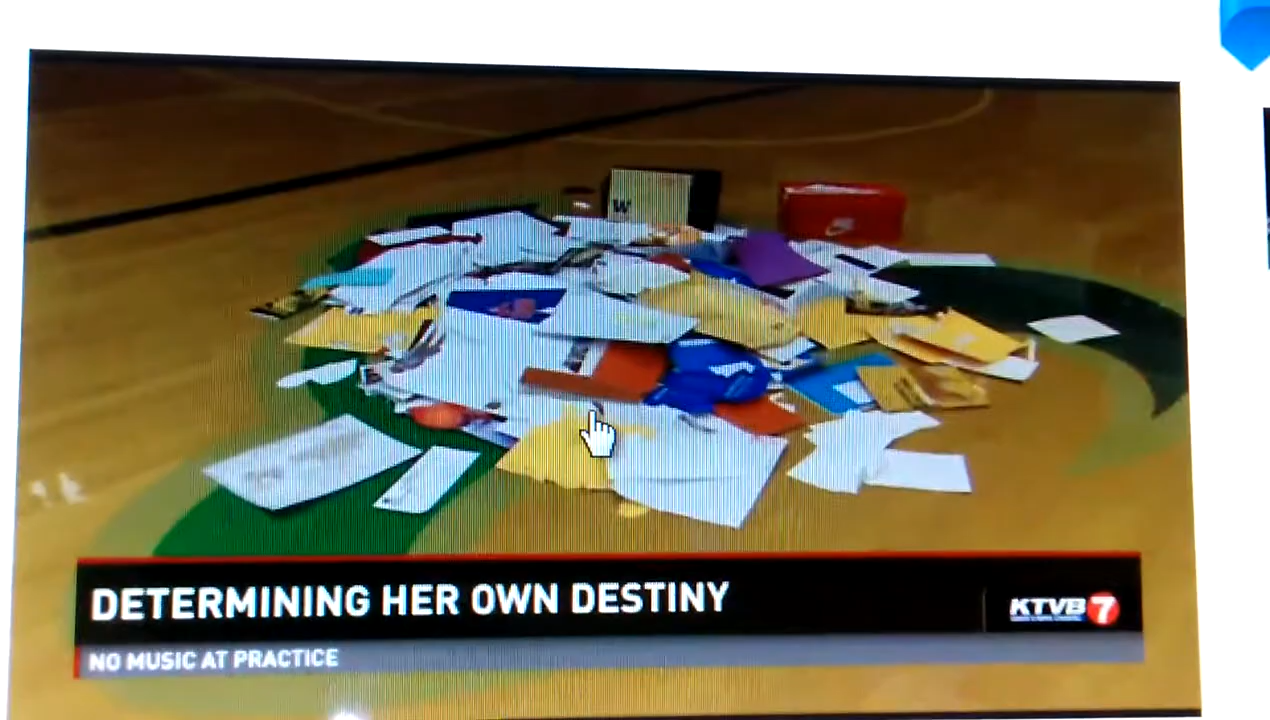 W
DETERMINING HER OWN DESTINY
KTVB 7
NO MUSIC AT PRACTICE